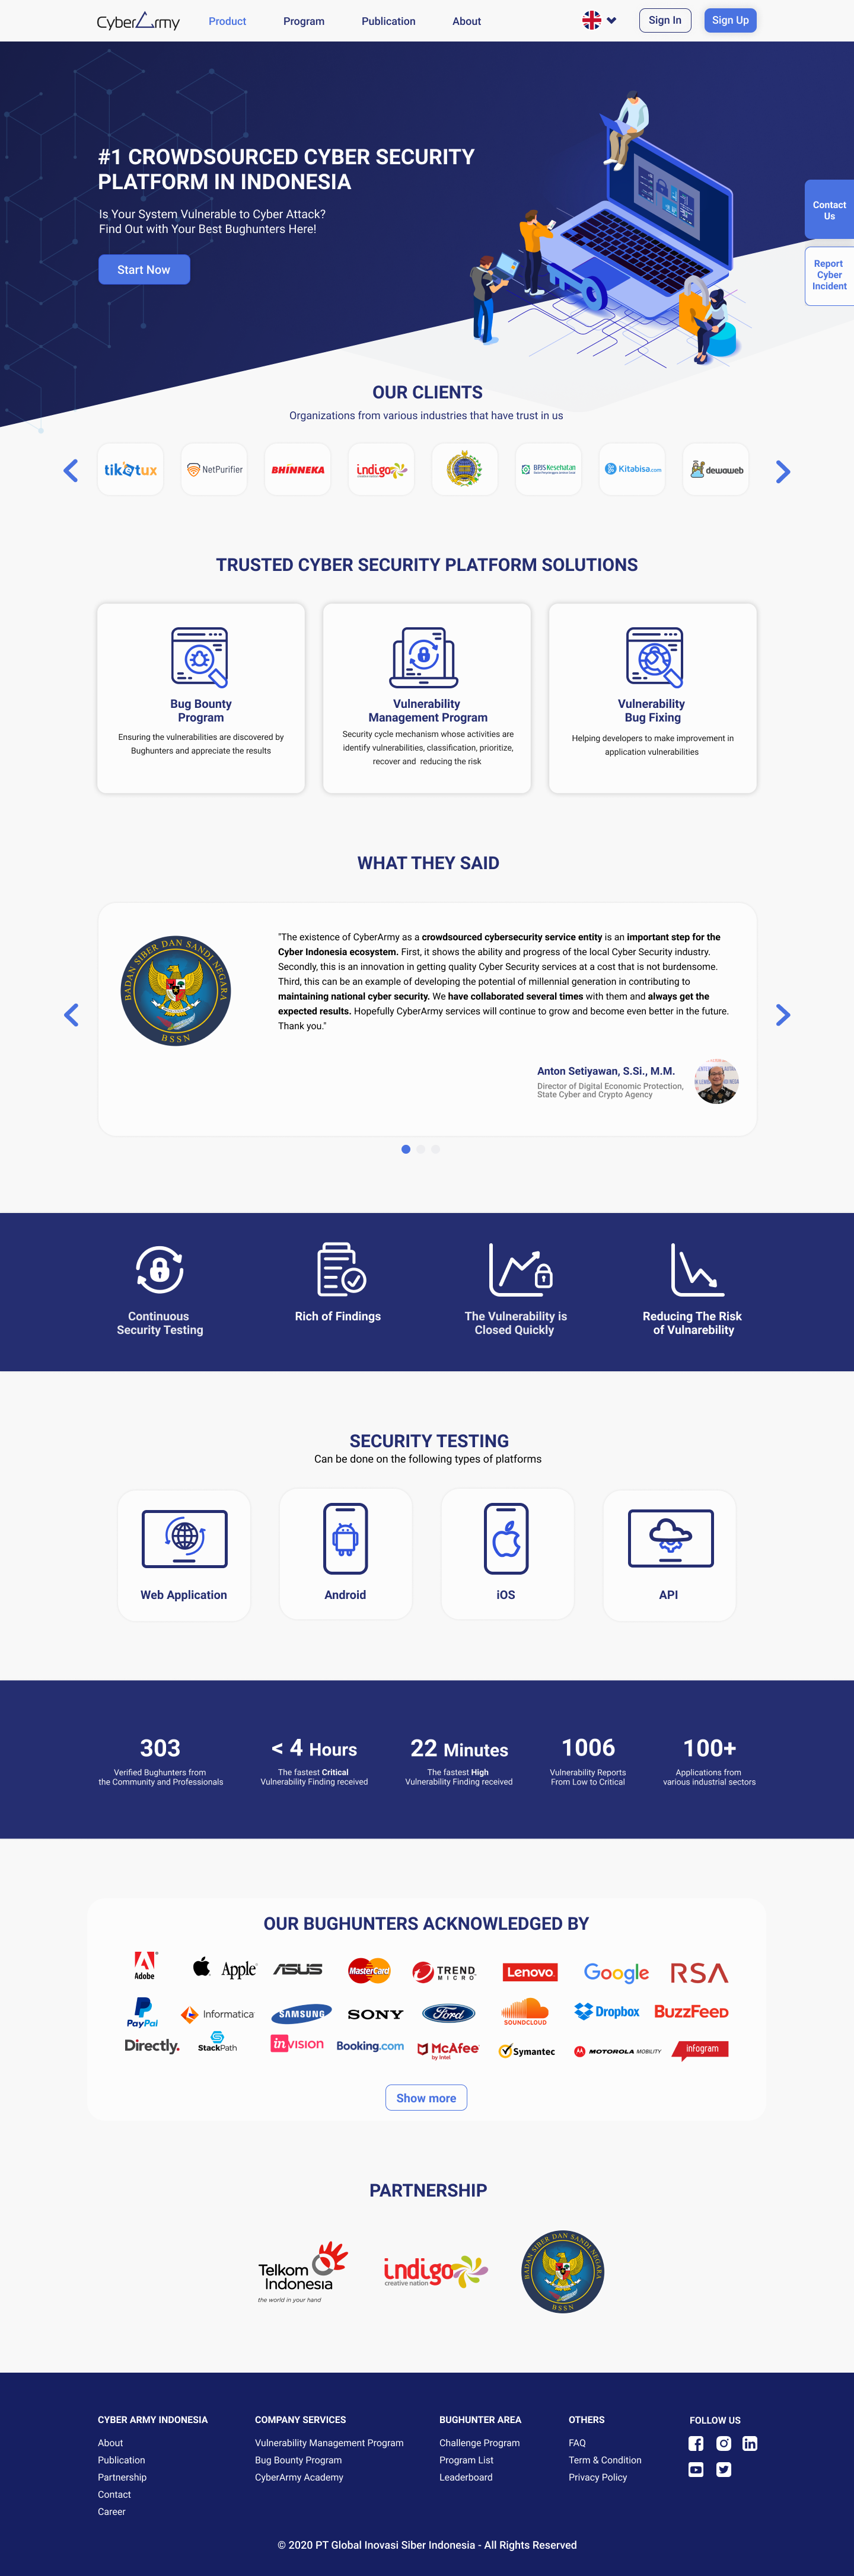 CyberArmy
Product
Program
Publication
About
Sign In
Sign Up
#1 CROWDSOURCED CYBER SECURITY
PLATFORM IN INDONESIA
Is Your System Vulnerable to Cyber Attack?
Find Out with Your Best Bughunters Here!
Start Now
Contact
Us
Report
Cyber
Incident
OUR CLIENTS
Organizations from various industries that have trust in us
tiketux
NetPurifier
BHINNEKA
indigo
creative nation
BPJS Kesehatan
Kitabisa.com
dewaweb
TRUSTED CYBER SECURITY PLATFORM SOLUTIONS
Bug Bounty
Program
Ensuring the vulnerabilities are discovered by
Bughunters and appreciate the results
Vulnerability
Management Program
Security cycle mechanism whose activities are
identify vulnerabilities, classification, prioritize,
recover and reducing the risk
Vulnerability
Bug Fixing
Helping developers to make improvement in
application vulnerabilities
WHAT THEY SAID
BADAN SIBER DAN SANDI NEGARA
BSSN
"The existence of CyberArmy as a crowdsourced cybersecurity service entity is an important step for the
Cyber Indonesia ecosystem. First, it shows the ability and progress of the local Cyber Security industry.
Secondly, this is an innovation in getting quality Cyber Security services at a cost that is not burdensome.
Third, this can be an example of developing the potential of millennial generation in contributing to
maintaining national cyber security. We have collaborated several times with them and always get the
expected results. Hopefully CyberArmy services will continue to grow and become even better in the future.
Thank you."
Anton Setiyawan, S.Si., M.M.
Director of Digital Economic Protection,
State Cyber and Crypto Agency
Continuous
Security Testing
Rich of Findings
The Vulnerability is
Closed Quickly
Reducing The Risk
of Vulnarebility
SECURITY TESTING
Can be done on the following types of platforms
Web Application
Android
iOS
API
303
Verified Bughunters from
the Community and Professionals
< 4 Hours
The fastest Critical
Vulnerability Finding received
22 Minutes
The fastest High
Vulnerability Finding received
1006
Vulnerability Reports
From Low to Critical
100+
Applications from
various industrial sectors
OUR BUGHUNTERS ACKNOWLEDGED BY
Adobe
Apple
ASUS
MasterCard
TREND
MICRO
Lenovo
Google
RSA
PayPal
Informatica
SAMSUNG
SONY
Ford
SOUNDCLOUD
Dropbox
BuzzFeed
Directly.
StackPath
invision
Booking.com
McAfee
by Intel
Symantec
MOTOROLA MOBILITY
infogram
Show more
PARTNERSHIP
Telkom
Indonesia
the world in your hand
indigo
creative nation
BADAN SIBER DAN SANDI NEGARA
BSSN
CYBER ARMY INDONESIA
About
Publication
Partnership
Contact
Career
COMPANY SERVICES
Vulnerability Management Program
Bug Bounty Program
CyberArmy Academy
BUGHUNTER AREA
Challenge Program
Program List
Leaderboard
OTHERS
FAQ
Term & Condition
Privacy Policy
FOLLOW US
© 2020 PT Global Inovasi Siber Indonesia - All Rights Reserved